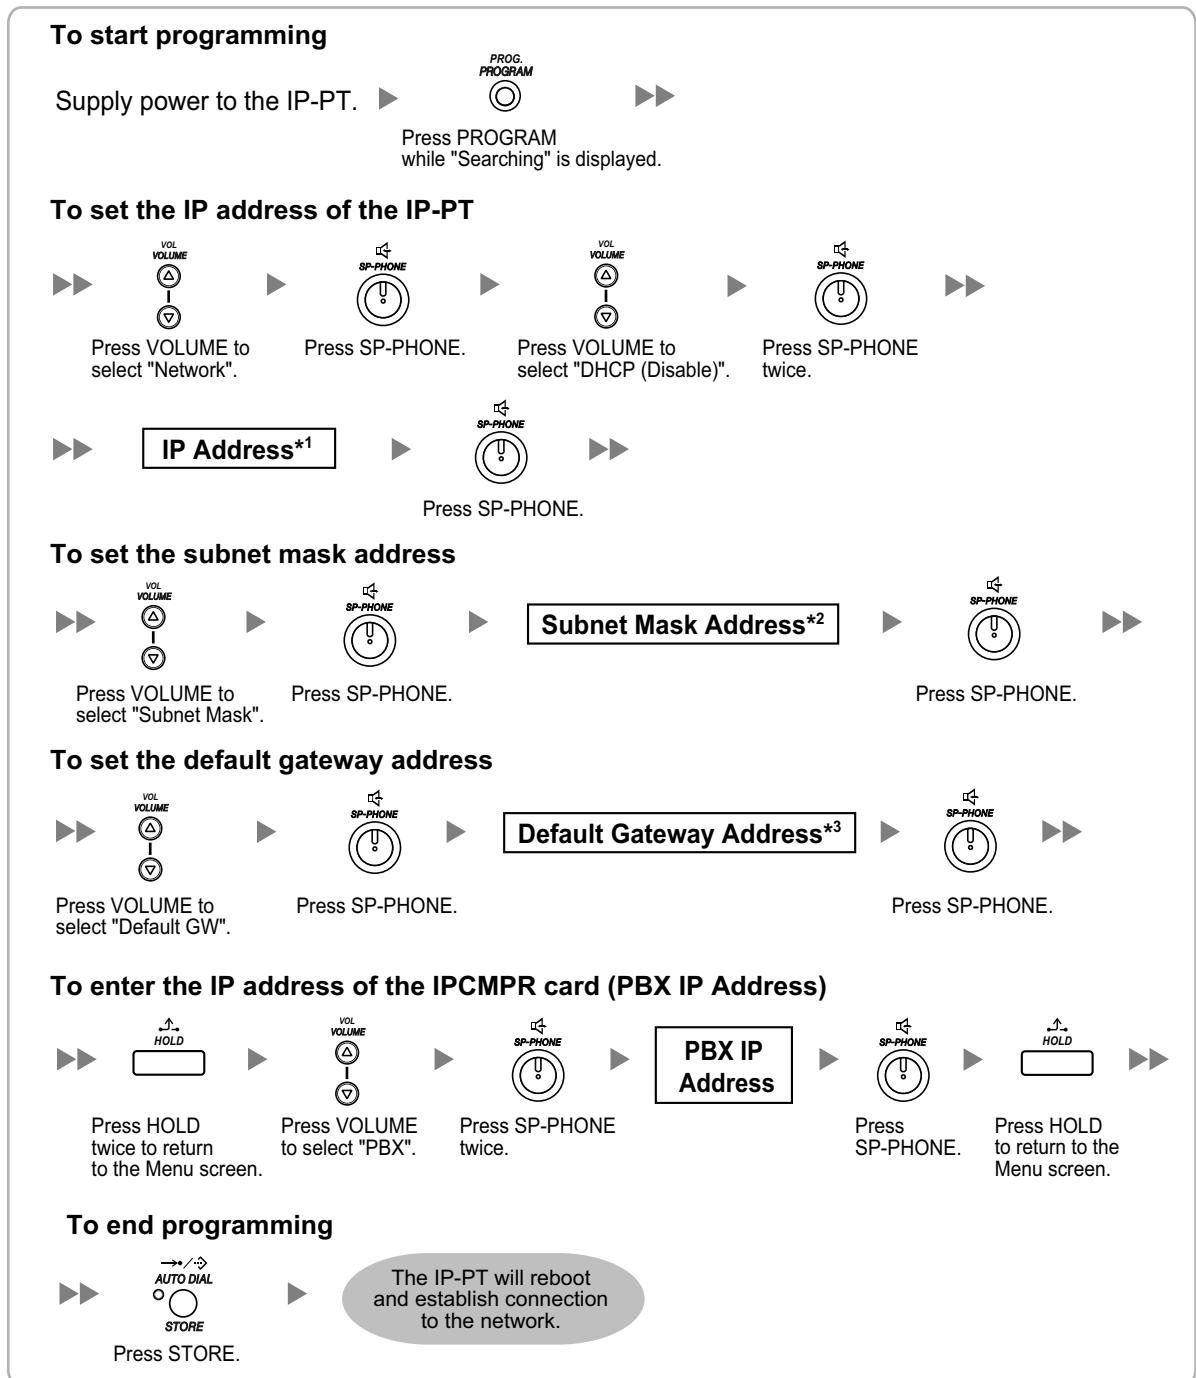 To start programming
PROG.
PROGRAM
Supply power to the IP-PT.
Press PROGRAM
while "Searching" is displayed.
To set the IP address of the IP-PT
VOL
VOLUME
SP-PHONE
VOL
VOLUME
SP-PHONE
Press VOLUME to
select "Network".
Press SP-PHONE.
Press VOLUME to
select "DHCP (Disable)".
Press SP-PHONE
twice.
IP Address*1
SP-PHONE
Press SP-PHONE.
To set the subnet mask address
VOL
VOLUME
SP-PHONE
Subnet Mask Address*2
SP-PHONE
Press VOLUME to
select "Subnet Mask".
Press SP-PHONE.
Press SP-PHONE.
To set the default gateway address
VOL
VOLUME
SP-PHONE
Default Gateway Address*3
SP-PHONE
Press VOLUME to
select "Default GW".
Press SP-PHONE.
Press SP-PHONE.
To enter the IP address of the IPCMPR card (PBX IP Address)
HOLD
VOL
VOLUME
SP-PHONE
PBX IP
Address
SP-PHONE
HOLD
Press HOLD
twice to return
to the Menu screen.
Press VOLUME
to select "PBX".
Press SP-PHONE
twice.
Press
SP-PHONE.
Press HOLD
to return to the
Menu screen.
To end programming
AUTO DIAL
STORE
Press STORE.
The IP-PT will reboot
and establish connection
to the network.